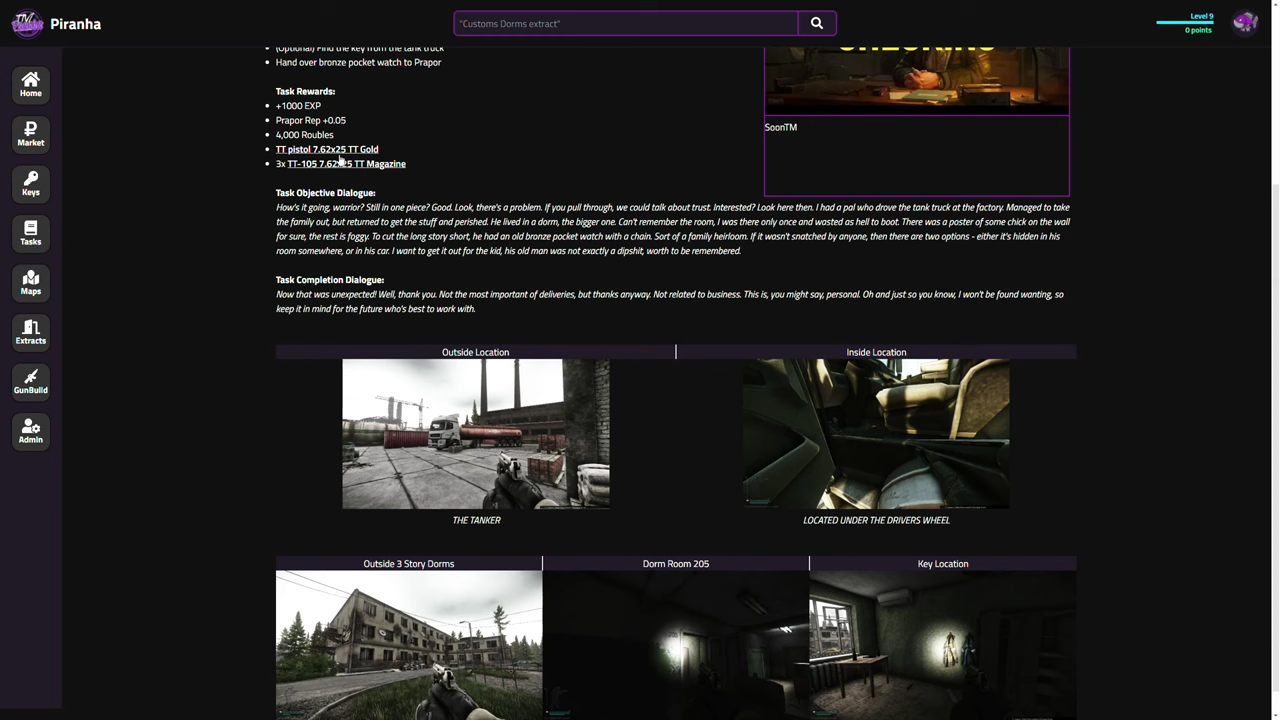 Piranha
"Customs Dorms extract"
Level 9
0 points
Home
Market
Keys
Tasks
Maps
Extracts
GunBuild
Admin
(Optional) Find the key from the tank truck
Hand over bronze pocket watch to Prapor
CHECKING
SoonTM
Task Rewards:
+1000 EXP
Prapor Rep +0.05
4,000 Roubles
TT pistol 7.62x25 TT Gold
3x TT-105 7.62x25 TT Magazine
Task Objective Dialogue:
How's it going, warrior? Still in one piece? Good. Look, there's a problem. If you pull through, we could talk about trust. Interested? Look here then. I had a pal who drove the tank truck at the factory. Managed to take
the family out, but returned to get the stuff and perished. He lived in a dorm, the bigger one. Can't remember the room, I was there only once and wasted as hell to boot. There was a poster of some chick on the wall
for sure, the rest is foggy. To cut the long story short, he had an old bronze pocket watch with a chain. Sort of a family heirloom. If it wasn't snatched by anyone, then there are two options - either it's hidden in his
room somewhere, or in his car. I want to get it out for the kid, his old man was not exactly a dipshit, worth to be remembered.
Task Completion Dialogue:
Now that was unexpected! Well, thank you. Not the most important of deliveries, but thanks anyway. Not related to business. This is, you might say, personal. Oh and just so you know, I won't be found wanting, so
keep it in mind for the future who's best to work with.
Outside Location
Inside Location
THE TANKER
LOCATED UNDER THE DRIVERS WHEEL
Outside 3 Story Dorms
Dorm Room 205
Key Location